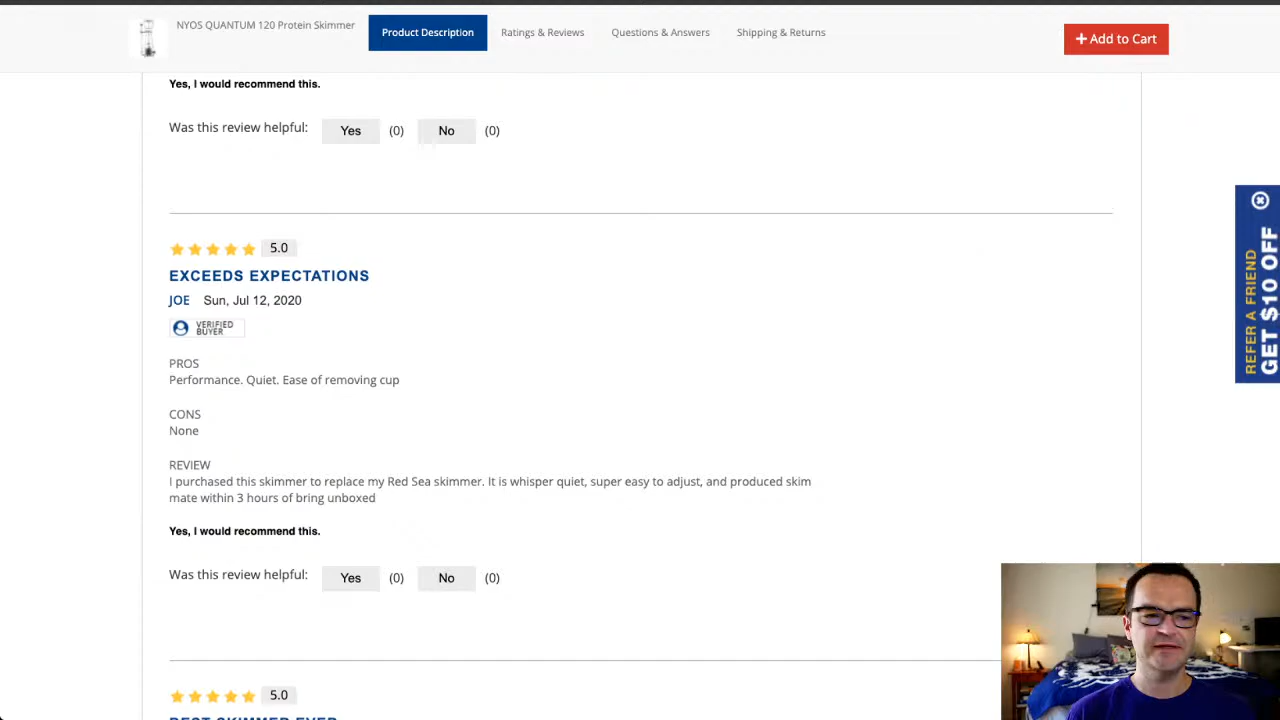 NYOS QUANTUM 120 Protein Skimmer
Product Description
Ratings & Reviews
Questions & Answers
Shipping & Returns
+ Add to Cart
Yes, I would recommend this.
Was this review helpful: Yes (0) No (0)
5.0
EXCEEDS EXPECTATIONS
JOE Sun, Jul 12, 2020
VERIFIED
BUYER
PROS
Performance. Quiet. Ease of removing cup
CONS
None
REVIEW
I purchased this skimmer to replace my Red Sea skimmer. It is whisper quiet, super easy to adjust, and produced skim
mate within 3 hours of bring unboxed
Yes, I would recommend this.
Was this review helpful: Yes (0) No (0)
5.0
BEST SKIMMER EVER
REFER A FRIEND
GET $10 OFF